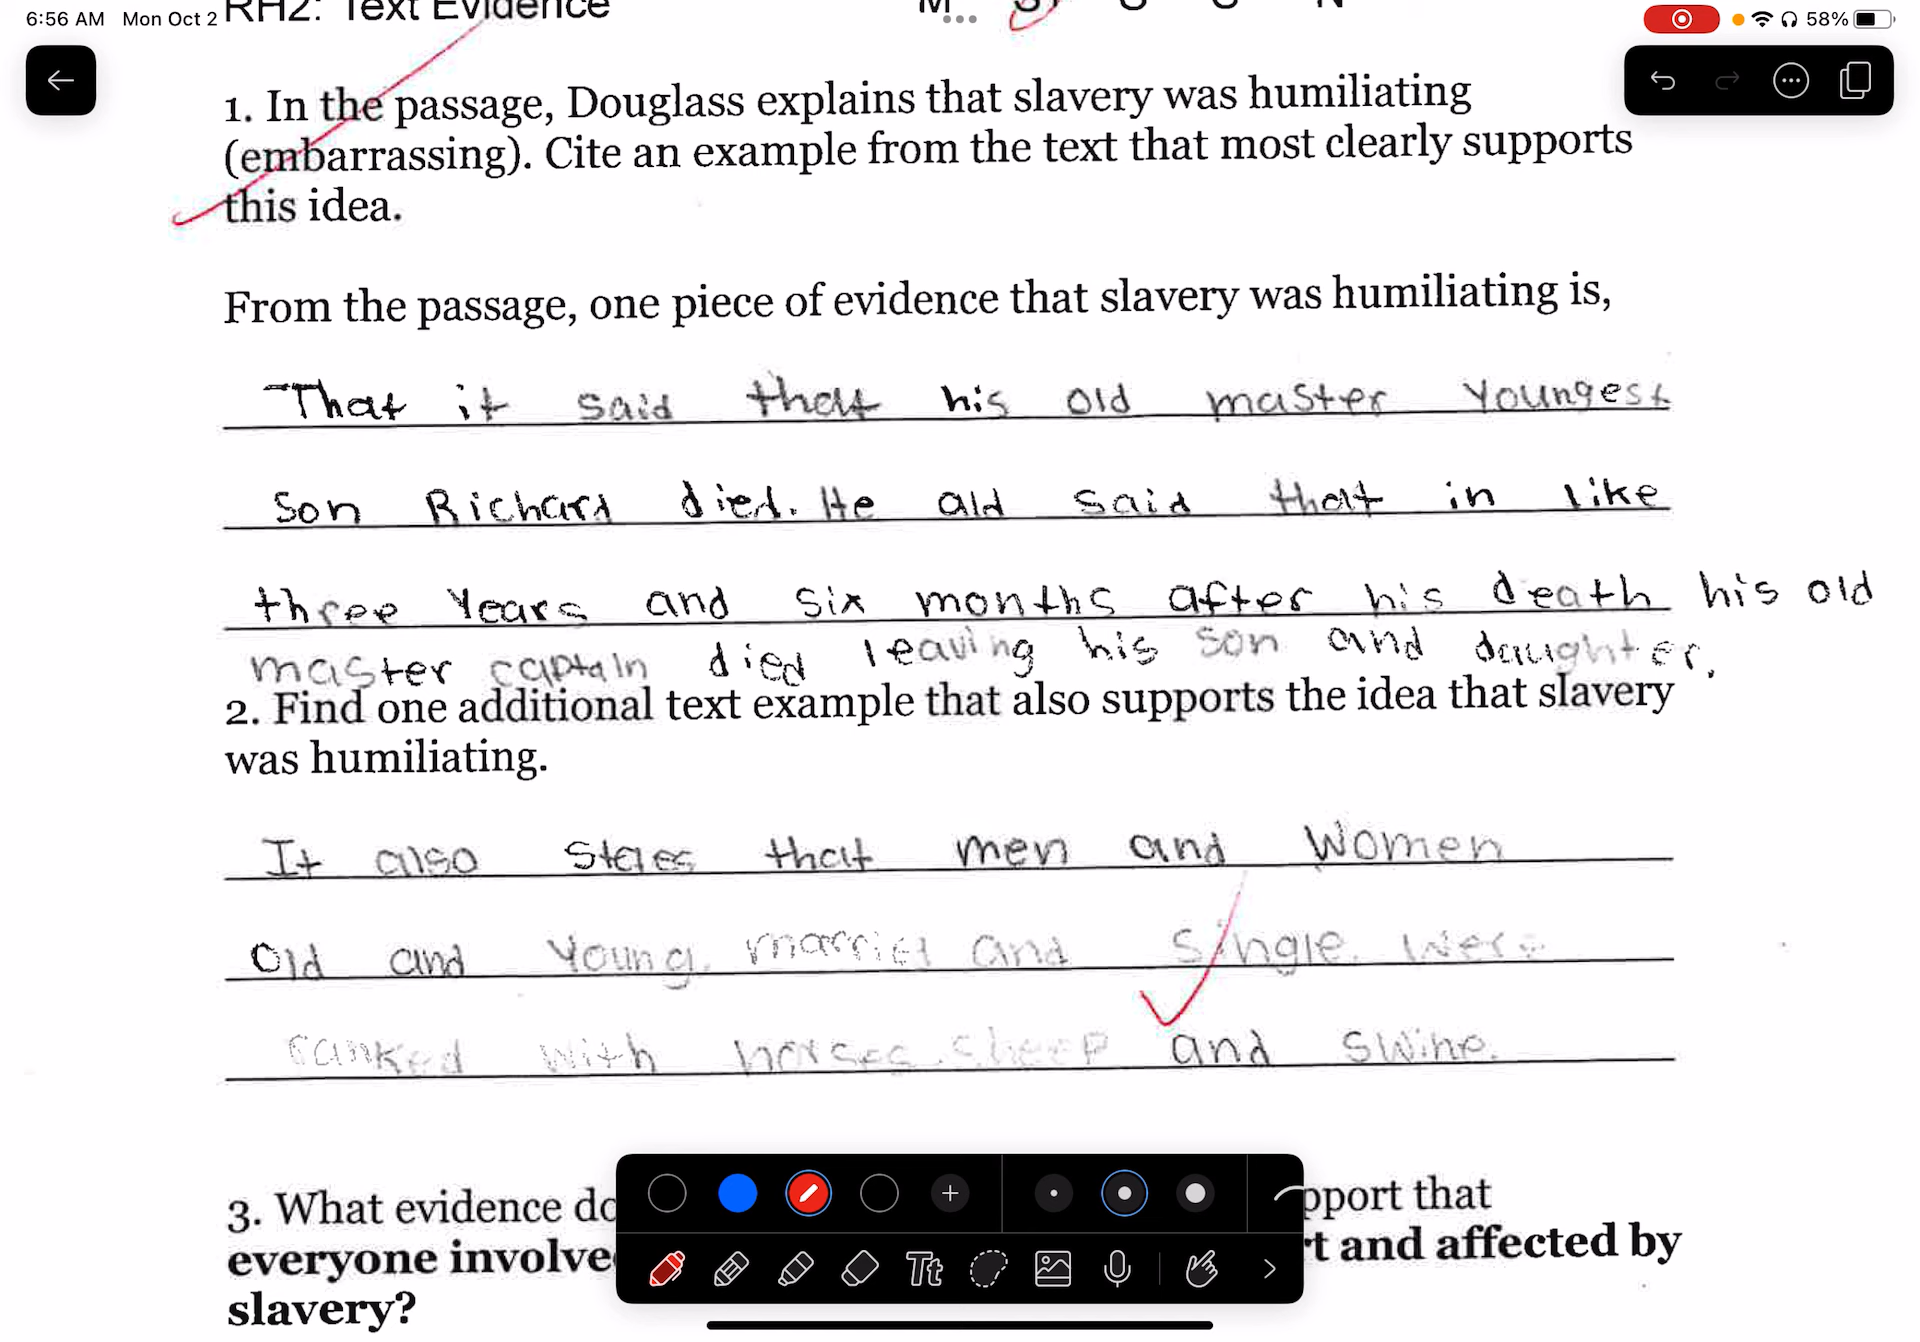 6:56 AM Mon Oct 2
58%
RH2: Text Evidence
1. In the passage, Douglass explains that slavery was humiliating
(embarrassing). Cite an example from the text that most clearly supports
this idea.
From the passage, one piece of evidence that slavery was humiliating is,
That it said that his old master Youngest
Son Richard died. He ald said that in like
three Years and six months after his death his old
master captain died leaving his son and daughter.
2. Find one additional text example that also supports the idea that slavery
was humiliating.
It also states that men and Women
Old and Young, married and single. were
ranked with horses. sheep and swine.
3. What evidence do pport that
everyone involve t and affected by
slavery?
Tt